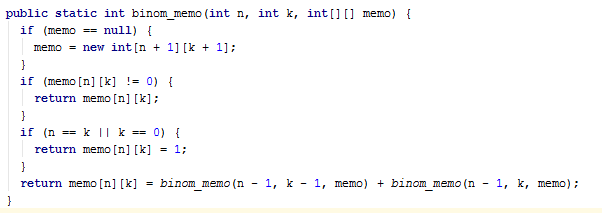 public static int binom_memo(int n, int k, int[][] memo) {
if (memo == null) {
memo = new int[n + 1][k + 1];
}
if (memo[n][k] != 0) {
return memo[n][k];
}
if (n == k || k == 0) {
return memo[n][k] = 1;
}
return memo[n][k] = binom_memo(n - 1, k - 1, memo) + binom_memo(n - 1, k, memo);
}